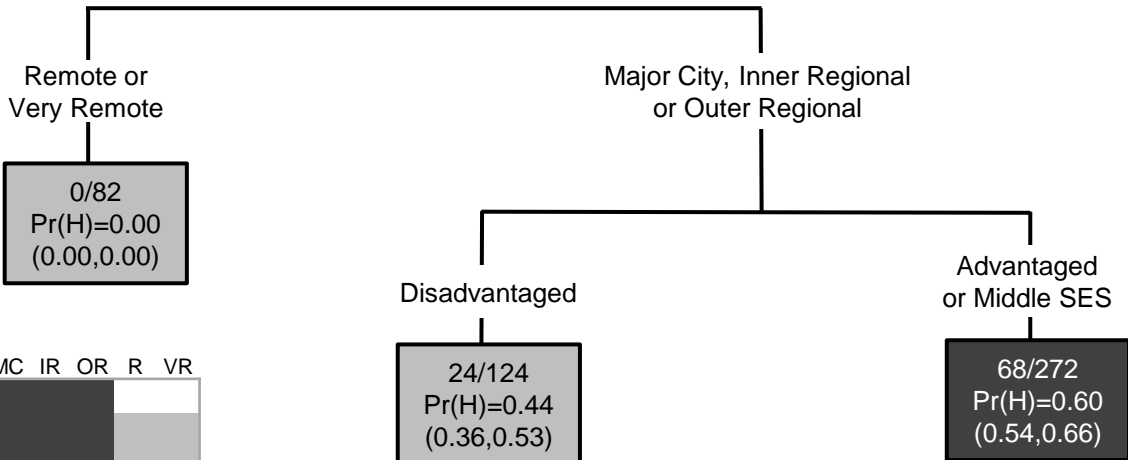 Remote or
Very Remote
Major City, Inner Regional
or Outer Regional
0/82
Pr(H)=0.00
(0.00,0.00)
Disadvantaged
Advantaged
or Middle SES
MC IR OR R VR
24/124
Pr(H)=0.44
(0.36,0.53)
68/272
Pr(H)=0.60
(0.54,0.66)